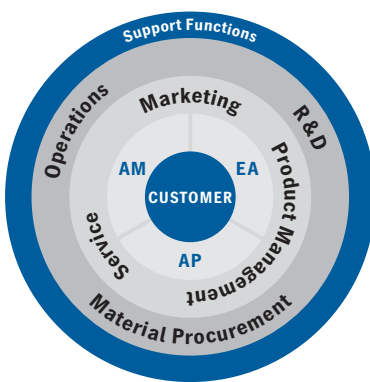 Support Functions
Operations
R&D
Material Procurement
Marketing
Product Management
Service
AM
EA
AP
CUSTOMER